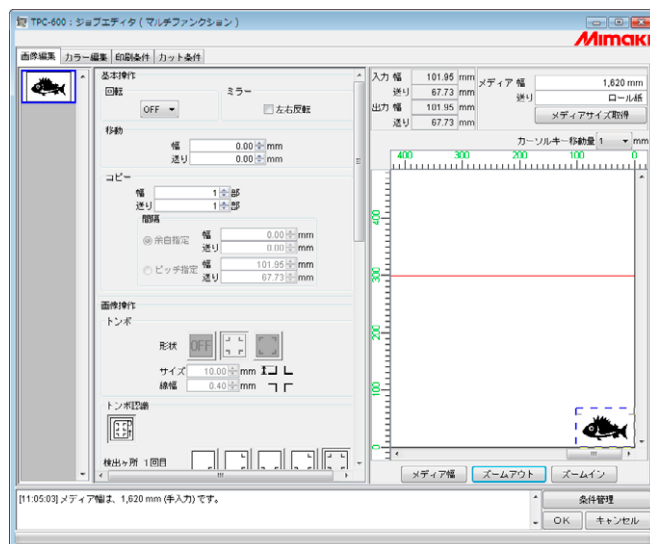 TPC-600 : ジョブエディタ ( マルチファンクション )
Mimaki
画像編集 カラー編集 印刷条件 カット条件
基本操作
回転 ミラー
OFF 左右反転
移動
幅 0.00 mm
送り 0.00 mm
コピー
幅 1 部
送り 1 部
間隔
余白指定 幅 0.00 mm
送り 0.00 mm
ピッチ指定 幅 101.95 mm
送り 67.73 mm
画像操作
トンボ
形状 OFF
サイズ 10.00 mm
線幅 0.40 mm
トンボ認識
検出ヶ所 1回目
入力 幅 101.95 mm
送り 67.73 mm
出力 幅 101.95 mm
送り 67.73 mm
メディア 幅 1,620 mm
送り ロール紙
メディアサイズ取得
カーソルキー移動量 1 mm
400 300 200 100 0
400
300
200
100
0
メディア幅 ズームアウト ズームイン
[11:05:03] メディア幅は、1,620 mm (手入力) です。
条件管理
OK キャンセル